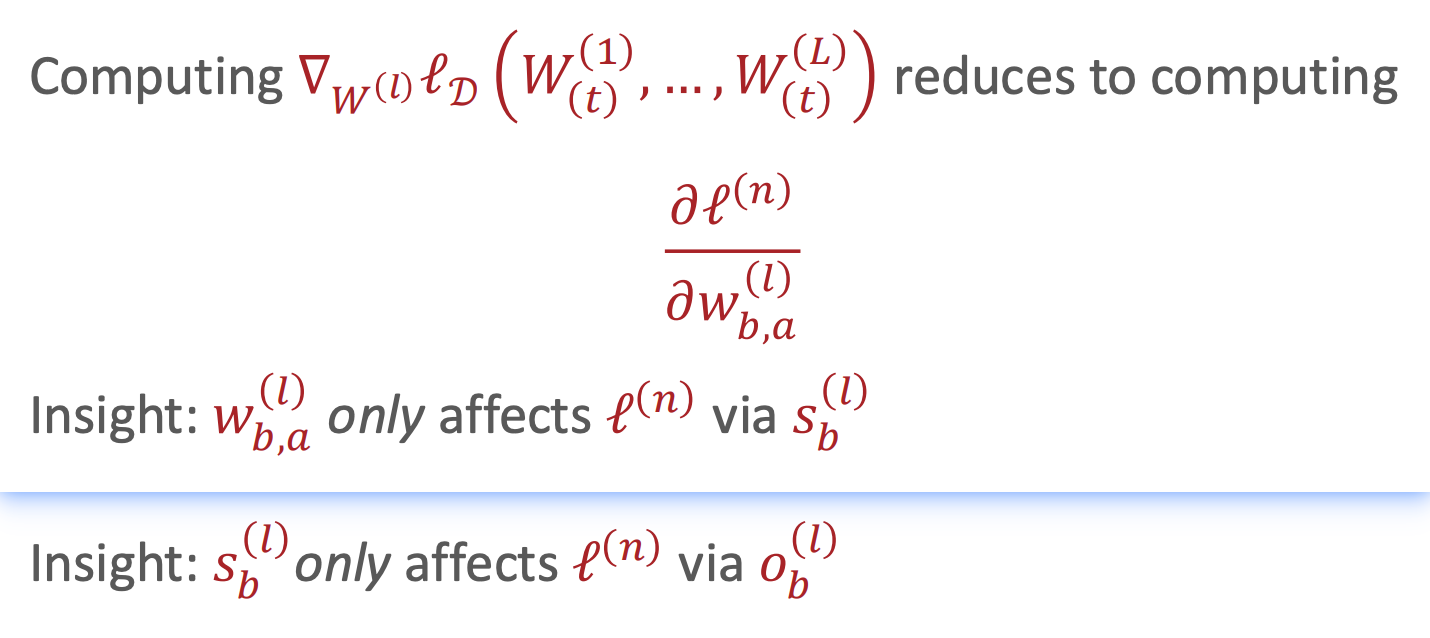 Computing ∇_{W^{(l)}} ℓ_𝒟 (W_{(t)}^{(1)}, …, W_{(t)}^{(L)}) reduces to computing
∂ℓ^{(n)} / ∂w_{b,a}^{(l)}
Insight: w_{b,a}^{(l)} only affects ℓ^{(n)} via s_b^{(l)}
Insight: s_b^{(l)} only affects ℓ^{(n)} via o_b^{(l)}